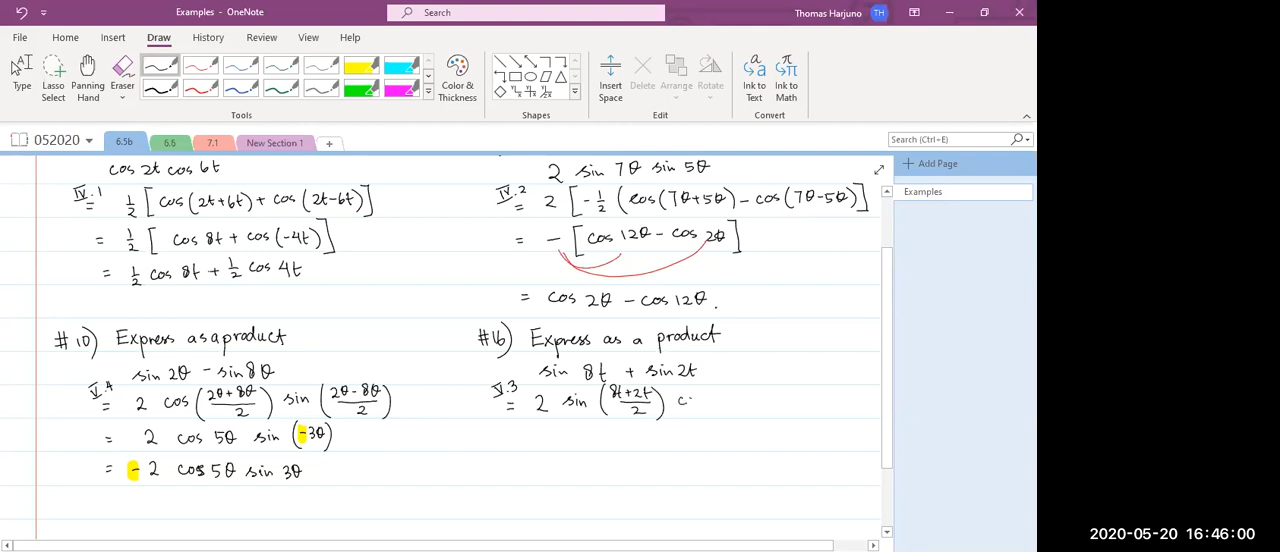 Examples - OneNote
Search
Thomas Harjuno TH
File Home Insert Draw History Review View Help
Type Lasso Select Panning Hand Eraser
Color & Thickness
Insert Space Delete Arrange Rotate
Ink to Text Ink to Math
Tools Shapes Edit Convert
052020 6.5b 6.6 7.1 New Section 1 +
Search (Ctrl+E)
+ Add Page
Examples
cos 2t cos 6t
IV.1 = 1/2 [cos(2t+6t) + cos(2t-6t)]
= 1/2 [cos 8t + cos(-4t)]
= 1/2 cos 8t + 1/2 cos 4t
2 sin 7θ sin 5θ
IV.2 = 2 [-1/2 (cos(7θ+5θ) - cos(7θ-5θ)]
= - [cos 12θ - cos 2θ]
= cos 2θ - cos 12θ.
#10) Express as a product
sin 2θ - sin 8θ
V.4 = 2 cos ((2θ+8θ)/2) sin ((2θ-8θ)/2)
= 2 cos 5θ sin (-3θ)
= -2 cos 5θ sin 3θ
#16) Express as a product
sin 8t + sin 2t
V.3 = 2 sin ((8t+2t)/2) c
2020-05-20 16:46:00